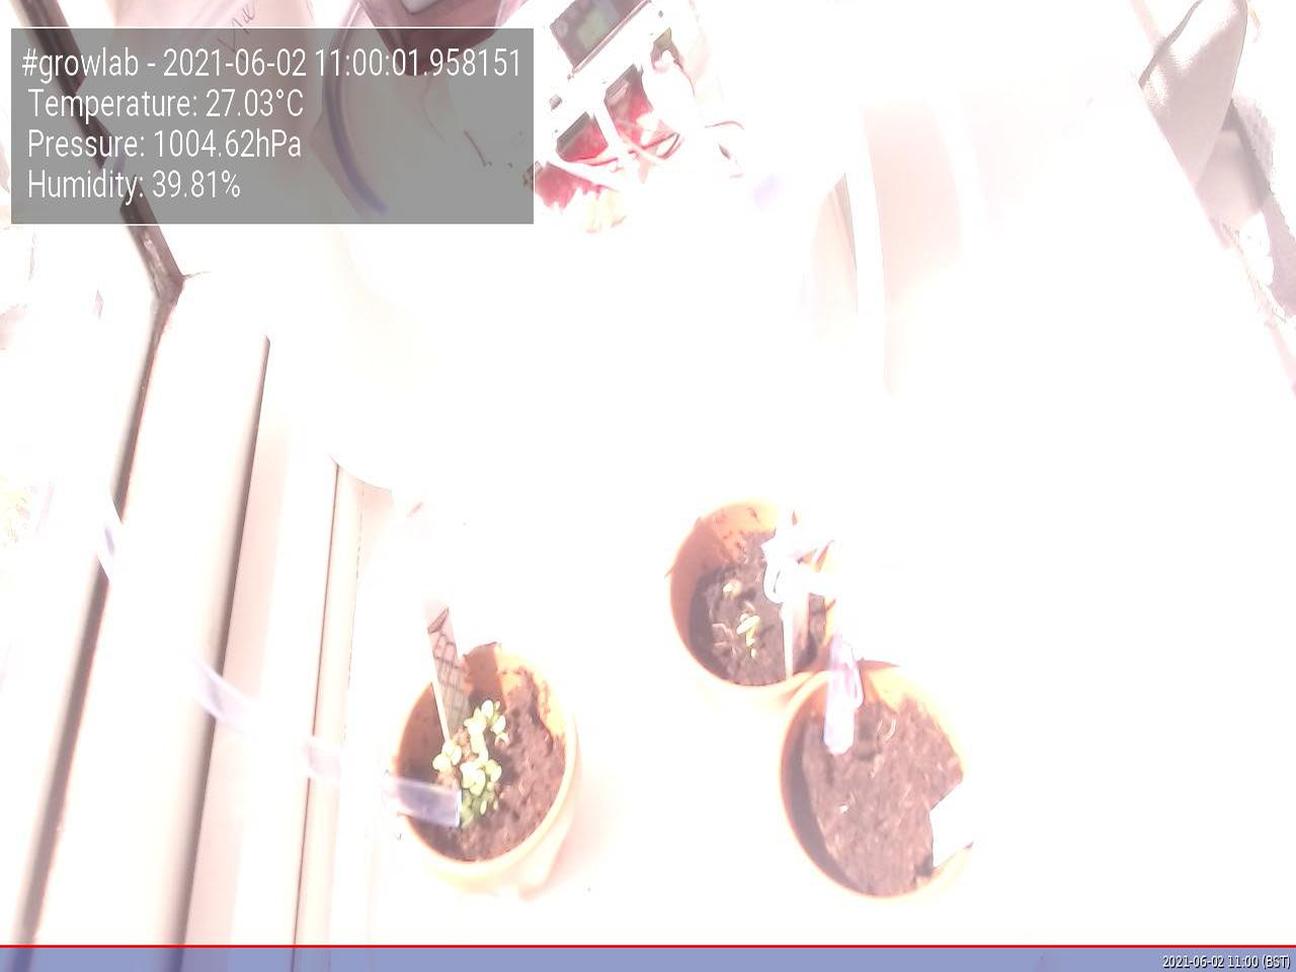 #growlab - 2021-06-02 11:00:01.958151
Temperature: 27.03°C
Pressure: 1004.62hPa
Humidity: 39.81%
2021-06-02 11:00 (BST)